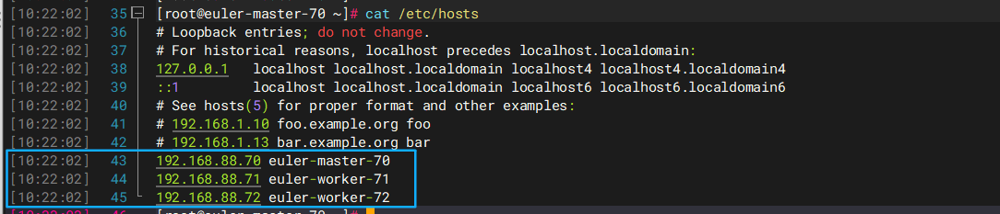 [10:22:02] 35 [root@euler-master-70 ~]# cat /etc/hosts
[10:22:02] 36 # Loopback entries; do not change.
[10:22:02] 37 # For historical reasons, localhost precedes localhost.localdomain:
[10:22:02] 38 127.0.0.1 localhost localhost.localdomain localhost4 localhost4.localdomain4
[10:22:02] 39 ::1 localhost localhost.localdomain localhost6 localhost6.localdomain6
[10:22:02] 40 # See hosts(5) for proper format and other examples:
[10:22:02] 41 # 192.168.1.10 foo.example.org foo
[10:22:02] 42 # 192.168.1.13 bar.example.org bar
[10:22:02] 43 192.168.88.70 euler-master-70
[10:22:02] 44 192.168.88.71 euler-worker-71
[10:22:02] 45 192.168.88.72 euler-worker-72
[10:22:02] 46 [root@euler-master-70 ~]#